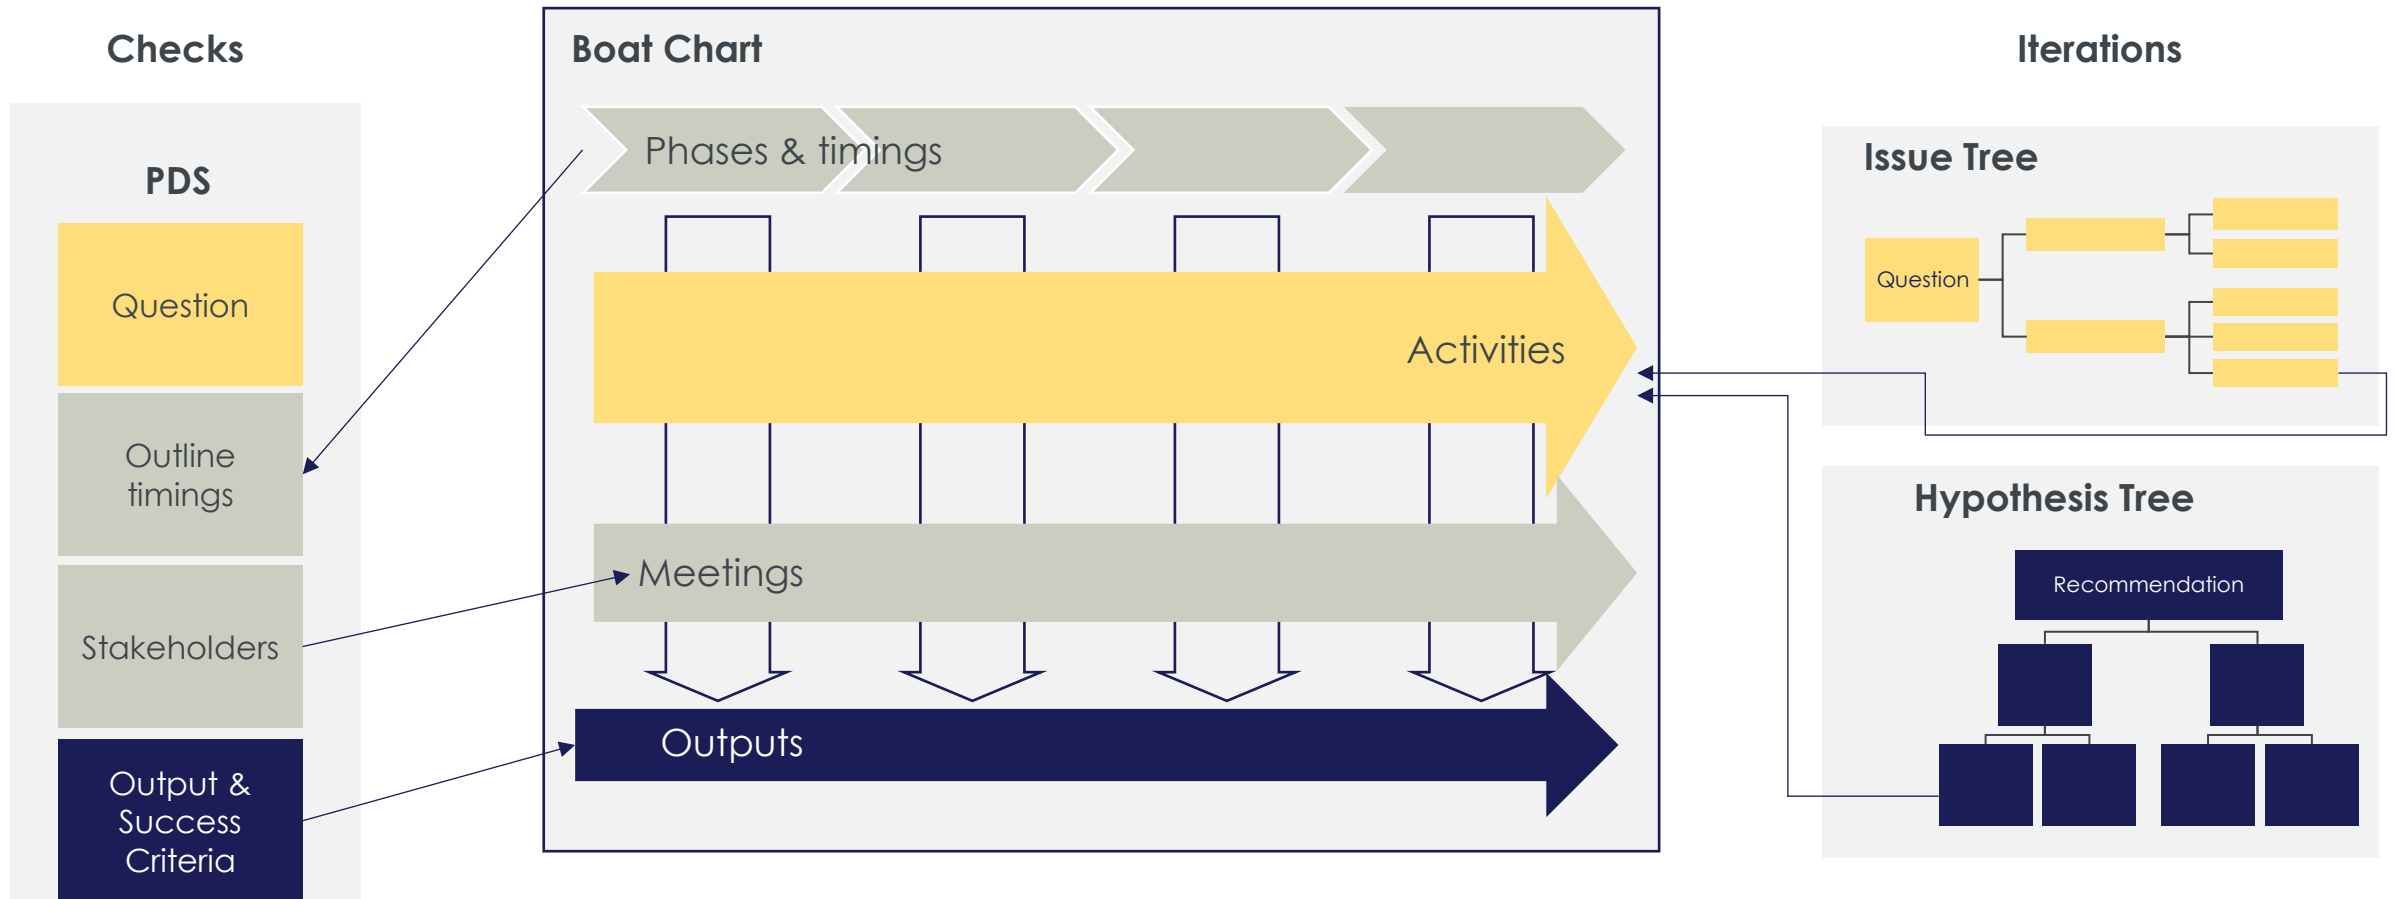 Checks
PDS
Question
Outline
timings
Stakeholders
Output &
Success
Criteria
Boat Chart
Phases & timings
Activities
Meetings
Outputs
Iterations
Issue Tree
Question
Hypothesis Tree
Recommendation